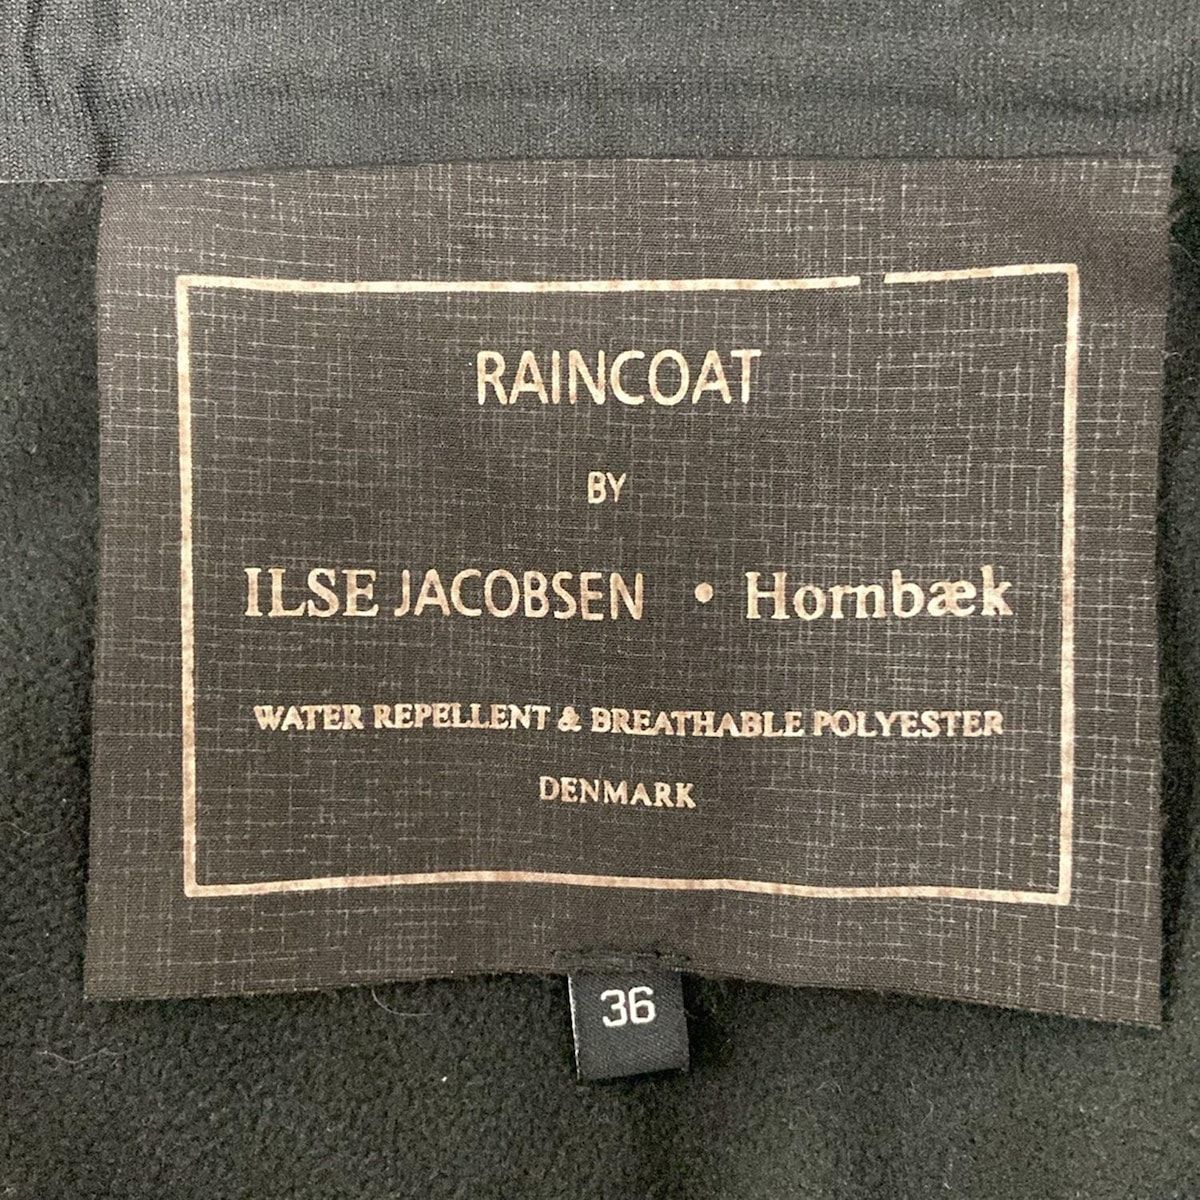 RAINCOAT
BY
ILSE JACOBSEN • Hornbæk
WATER REPELLENT & BREATHABLE POLYESTER
DENMARK
36